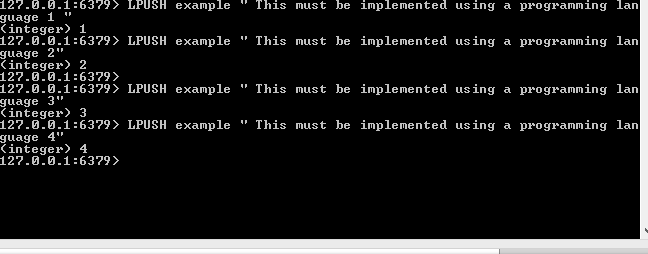 127.0.0.1:6379> LPUSH example " This must be implemented using a programming lan
guage 1 "
(integer) 1
127.0.0.1:6379> LPUSH example " This must be implemented using a programming lan
guage 2"
(integer) 2
127.0.0.1:6379>
127.0.0.1:6379> LPUSH example " This must be implemented using a programming lan
guage 3"
(integer) 3
127.0.0.1:6379> LPUSH example " This must be implemented using a programming lan
guage 4"
(integer) 4
127.0.0.1:6379>